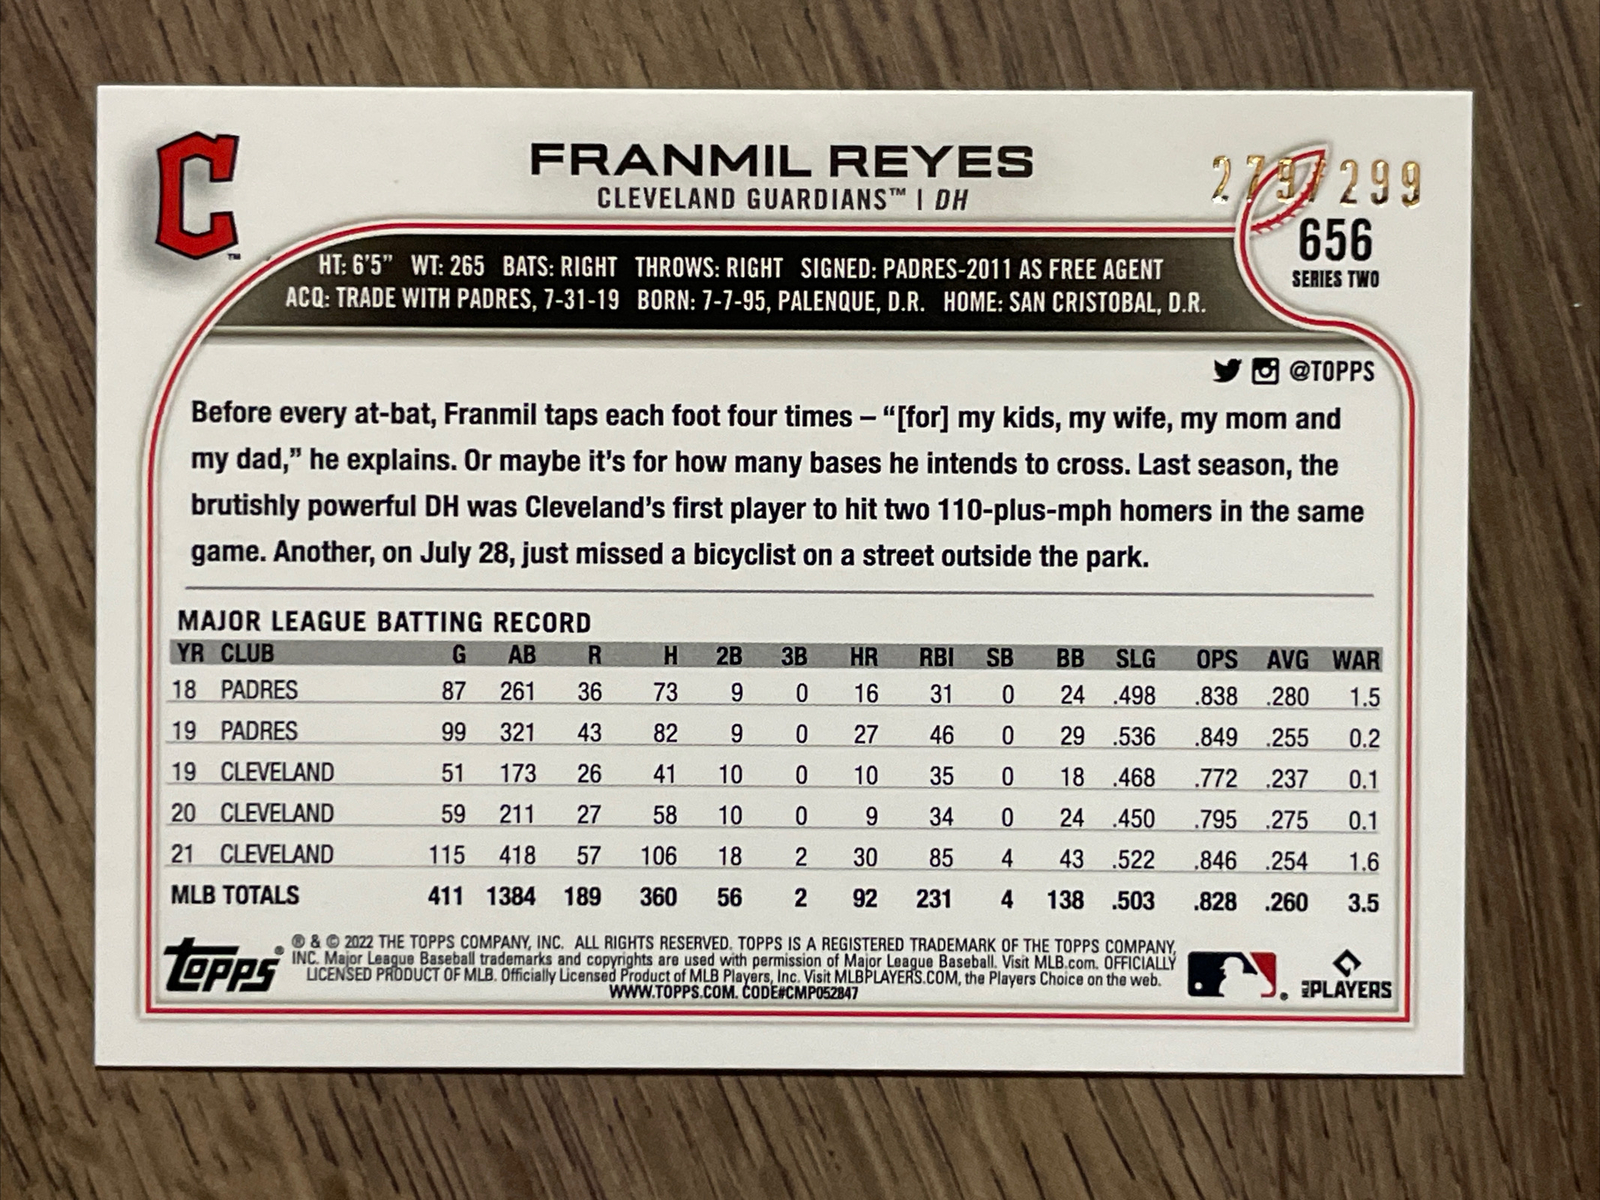 C
™
FRANMIL REYES
CLEVELAND GUARDIANS™ | DH
279/299
656
SERIES TWO
HT: 6'5" WT: 265 BATS: RIGHT THROWS: RIGHT SIGNED: PADRES-2011 AS FREE AGENT
ACQ: TRADE WITH PADRES, 7-31-19 BORN: 7-7-95, PALENQUE, D.R. HOME: SAN CRISTOBAL, D.R.
@TOPPS
Before every at-bat, Franmil taps each foot four times – “[for] my kids, my wife, my mom and
my dad,” he explains. Or maybe it’s for how many bases he intends to cross. Last season, the
brutishly powerful DH was Cleveland’s first player to hit two 110-plus-mph homers in the same
game. Another, on July 28, just missed a bicyclist on a street outside the park.
MAJOR LEAGUE BATTING RECORD
YR CLUB G AB R H 2B 3B HR RBI SB BB SLG OPS AVG WAR
18 PADRES 87 261 36 73 9 0 16 31 0 24 .498 .838 .280 1.5
19 PADRES 99 321 43 82 9 0 27 46 0 29 .536 .849 .255 0.2
19 CLEVELAND 51 173 26 41 10 0 10 35 0 18 .468 .772 .237 0.1
20 CLEVELAND 59 211 27 58 10 0 9 34 0 24 .450 .795 .275 0.1
21 CLEVELAND 115 418 57 106 18 2 30 85 4 43 .522 .846 .254 1.6
MLB TOTALS 411 1384 189 360 56 2 92 231 4 138 .503 .828 .260 3.5
topps®
® & © 2022 THE TOPPS COMPANY, INC. ALL RIGHTS RESERVED. TOPPS IS A REGISTERED TRADEMARK OF THE TOPPS COMPANY,
INC. Major League Baseball trademarks and copyrights are used with permission of Major League Baseball. Visit MLB.com. OFFICIALLY
LICENSED PRODUCT OF MLB. Officially Licensed Product of MLB Players, Inc. Visit MLBPLAYERS.COM, the Players Choice on the web.
WWW.TOPPS.COM. CODE#CMP052847
®
MLB PLAYERS